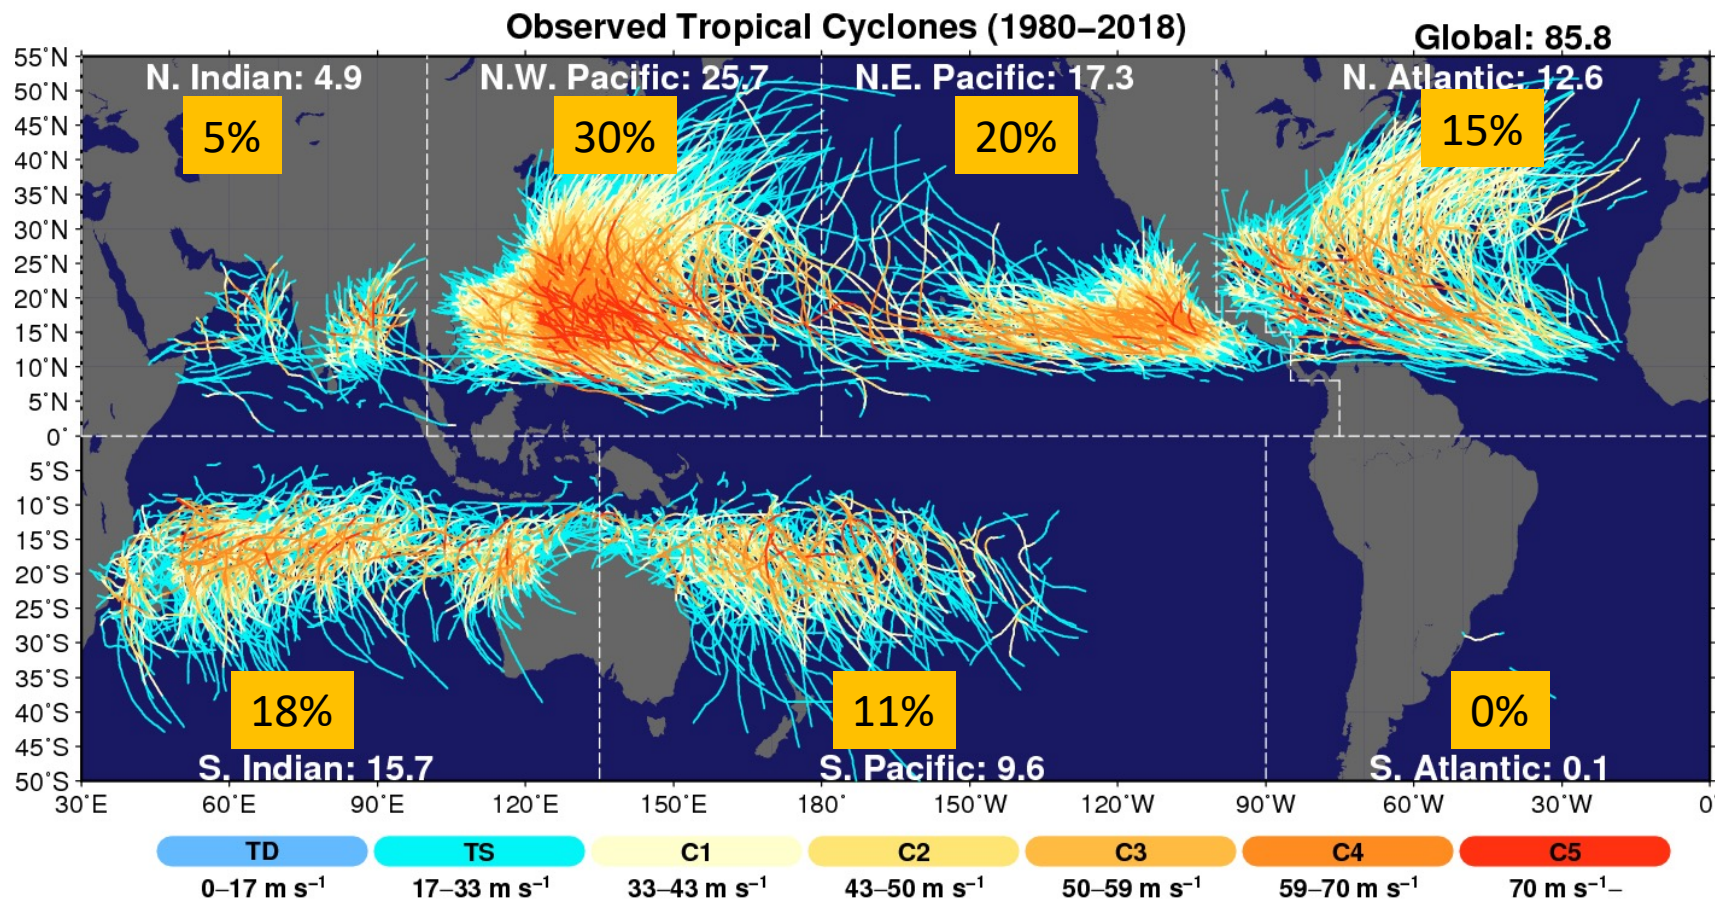 Observed Tropical Cyclones (1980–2018)
Global: 85.8
N. Indian: 4.9
N.W. Pacific: 25.7
N.E. Pacific: 17.3
N. Atlantic: 12.6
5%
30%
20%
15%
55°N
50°N
45°N
40°N
35°N
30°N
25°N
20°N
15°N
10°N
5°N
0°
5°S
10°S
15°S
20°S
25°S
30°S
35°S
40°S
45°S
50°S
18%
11%
0%
S. Indian: 15.7
S. Pacific: 9.6
S. Atlantic: 0.1
30°E 60°E 90°E 120°E 150°E 180° 150°W 120°W 90°W 60°W 30°W 0°
TD TS C1 C2 C3 C4 C5
0–17 m s⁻¹ 17–33 m s⁻¹ 33–43 m s⁻¹ 43–50 m s⁻¹ 50–59 m s⁻¹ 59–70 m s⁻¹ 70 m s⁻¹–